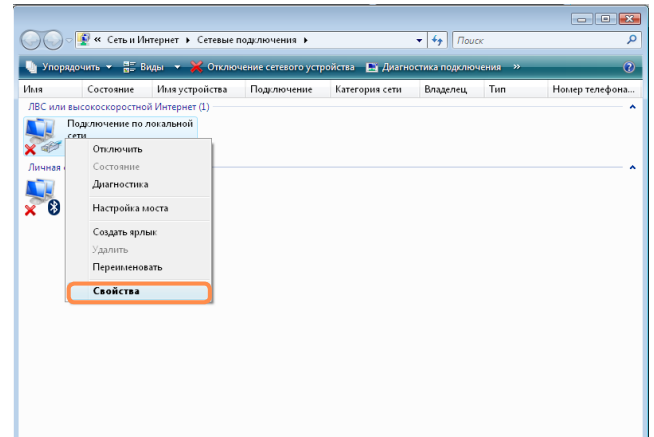 « Сеть и Интернет ▸ Сетевые подключения ▸ Поиск
Упорядочить Виды Отключение сетевого устройства Диагностика подключения »
Имя Состояние Имя устройства Подключение Категория сети Владелец Тип Номер телефона...
ЛВС или высокоскоростной Интернет (1)
Подключение по локальной
сети
Отключить
Состояние
Личная
Диагностика
Настройка моста
Создать ярлык
Удалить
Переименовать
Свойства